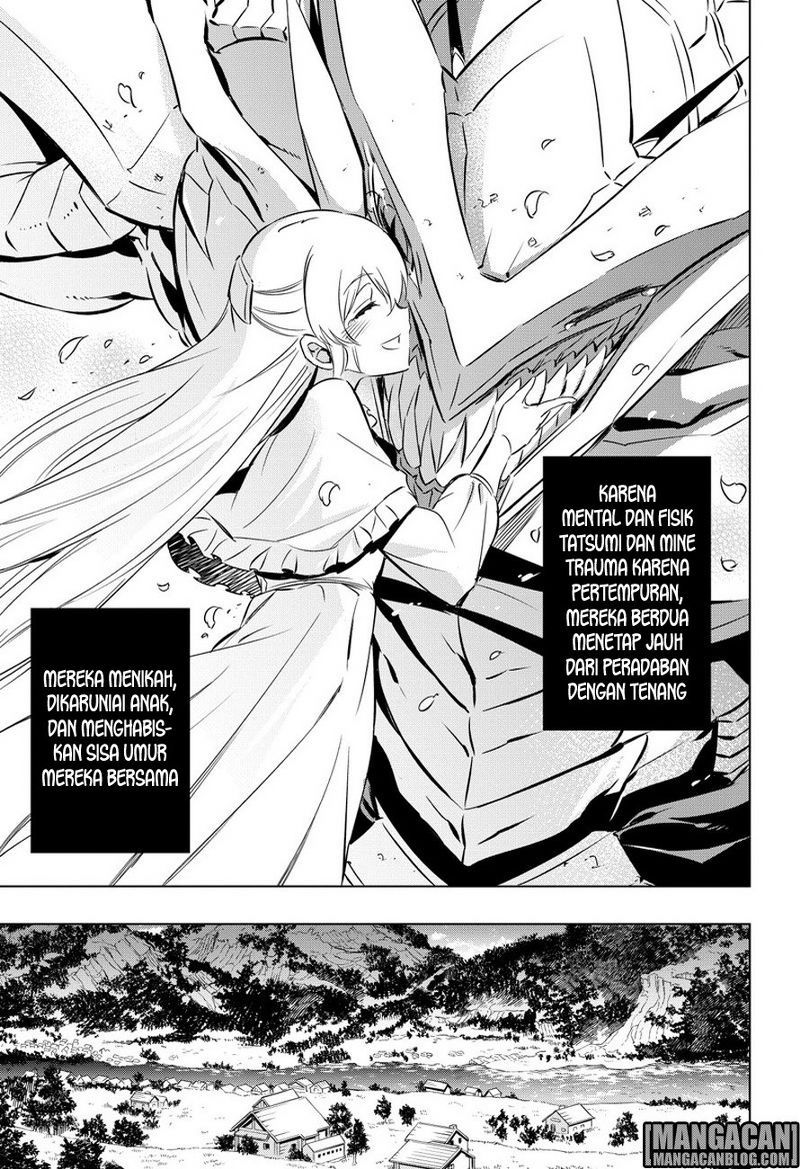 KARENA
MENTAL DAN FISIK
TATSUMI DAN MINE
TRAUMA KARENA
PERTEMPURAN,
MEREKA BERDUA
MENETAP JAUH
DARI PERADABAN
DENGAN TENANG
MEREKA MENIKAH,
DIKARUNIAI ANAK,
DAN MENGHABIS-
KAN SISA UMUR
MEREKA BERSAMA
[MANGACAN]
MANGACANBLOG.COM